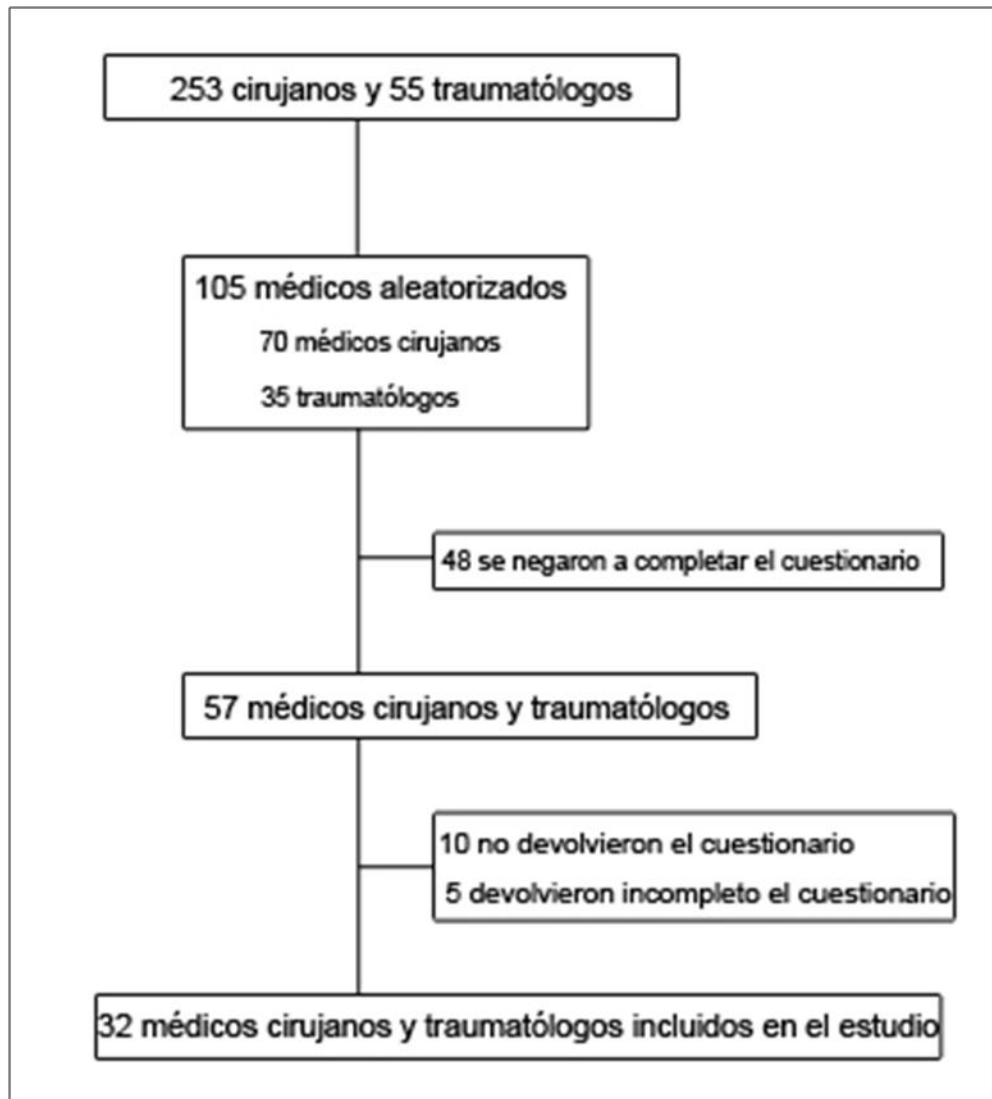 253 cirujanos y 55 traumatólogos
105 médicos aleatorizados
70 médicos cirujanos
35 traumatólogos
48 se negaron a completar el cuestionario
57 médicos cirujanos y traumatólogos
10 no devolvieron el cuestionario
5 devolvieron incompleto el cuestionario
32 médicos cirujanos y traumatólogos incluidos en el estudio